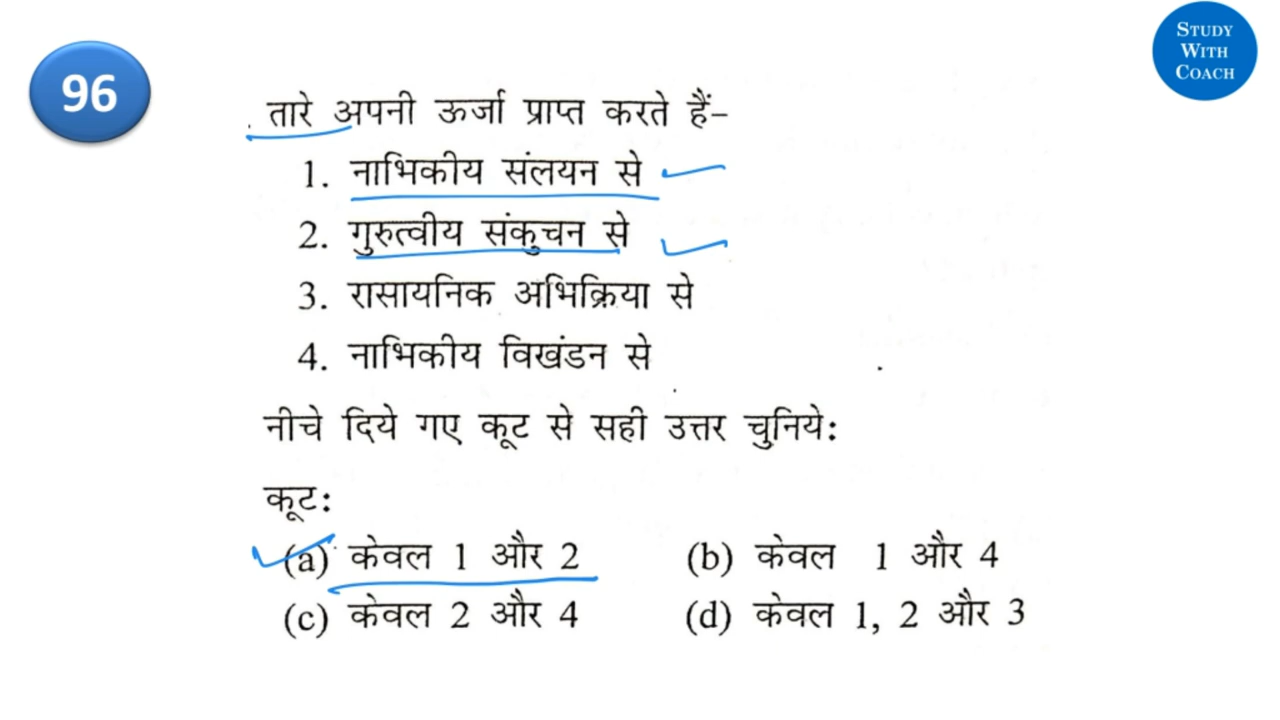 96
STUDY
WITH
COACH
तारे अपनी ऊर्जा प्राप्त करते हैं–
1. नाभिकीय संलयन से
2. गुरुत्वीय संकुचन से
3. रासायनिक अभिक्रिया से
4. नाभिकीय विखंडन से
नीचे दिये गए कूट से सही उत्तर चुनिये:
कूट:
(a) केवल 1 और 2 (b) केवल 1 और 4
(c) केवल 2 और 4 (d) केवल 1, 2 और 3